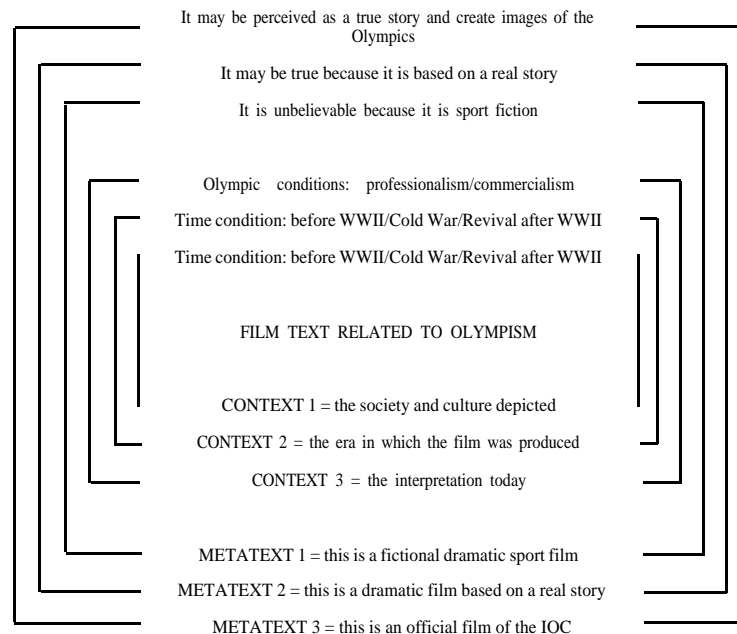 It may be perceived as a true story and create images of the
Olympics
It may be true because it is based on a real story
It is unbelievable because it is sport fiction
Olympic conditions: professionalism/commercialism
Time condition: before WWII/Cold War/Revival after WWII
Time condition: before WWII/Cold War/Revival after WWII
FILM TEXT RELATED TO OLYMPISM
CONTEXT 1 = the society and culture depicted
CONTEXT 2 = the era in which the film was produced
CONTEXT 3 = the interpretation today
METATEXT 1 = this is a fictional dramatic sport film
METATEXT 2 = this is a dramatic film based on a real story
METATEXT 3 = this is an official film of the IOC